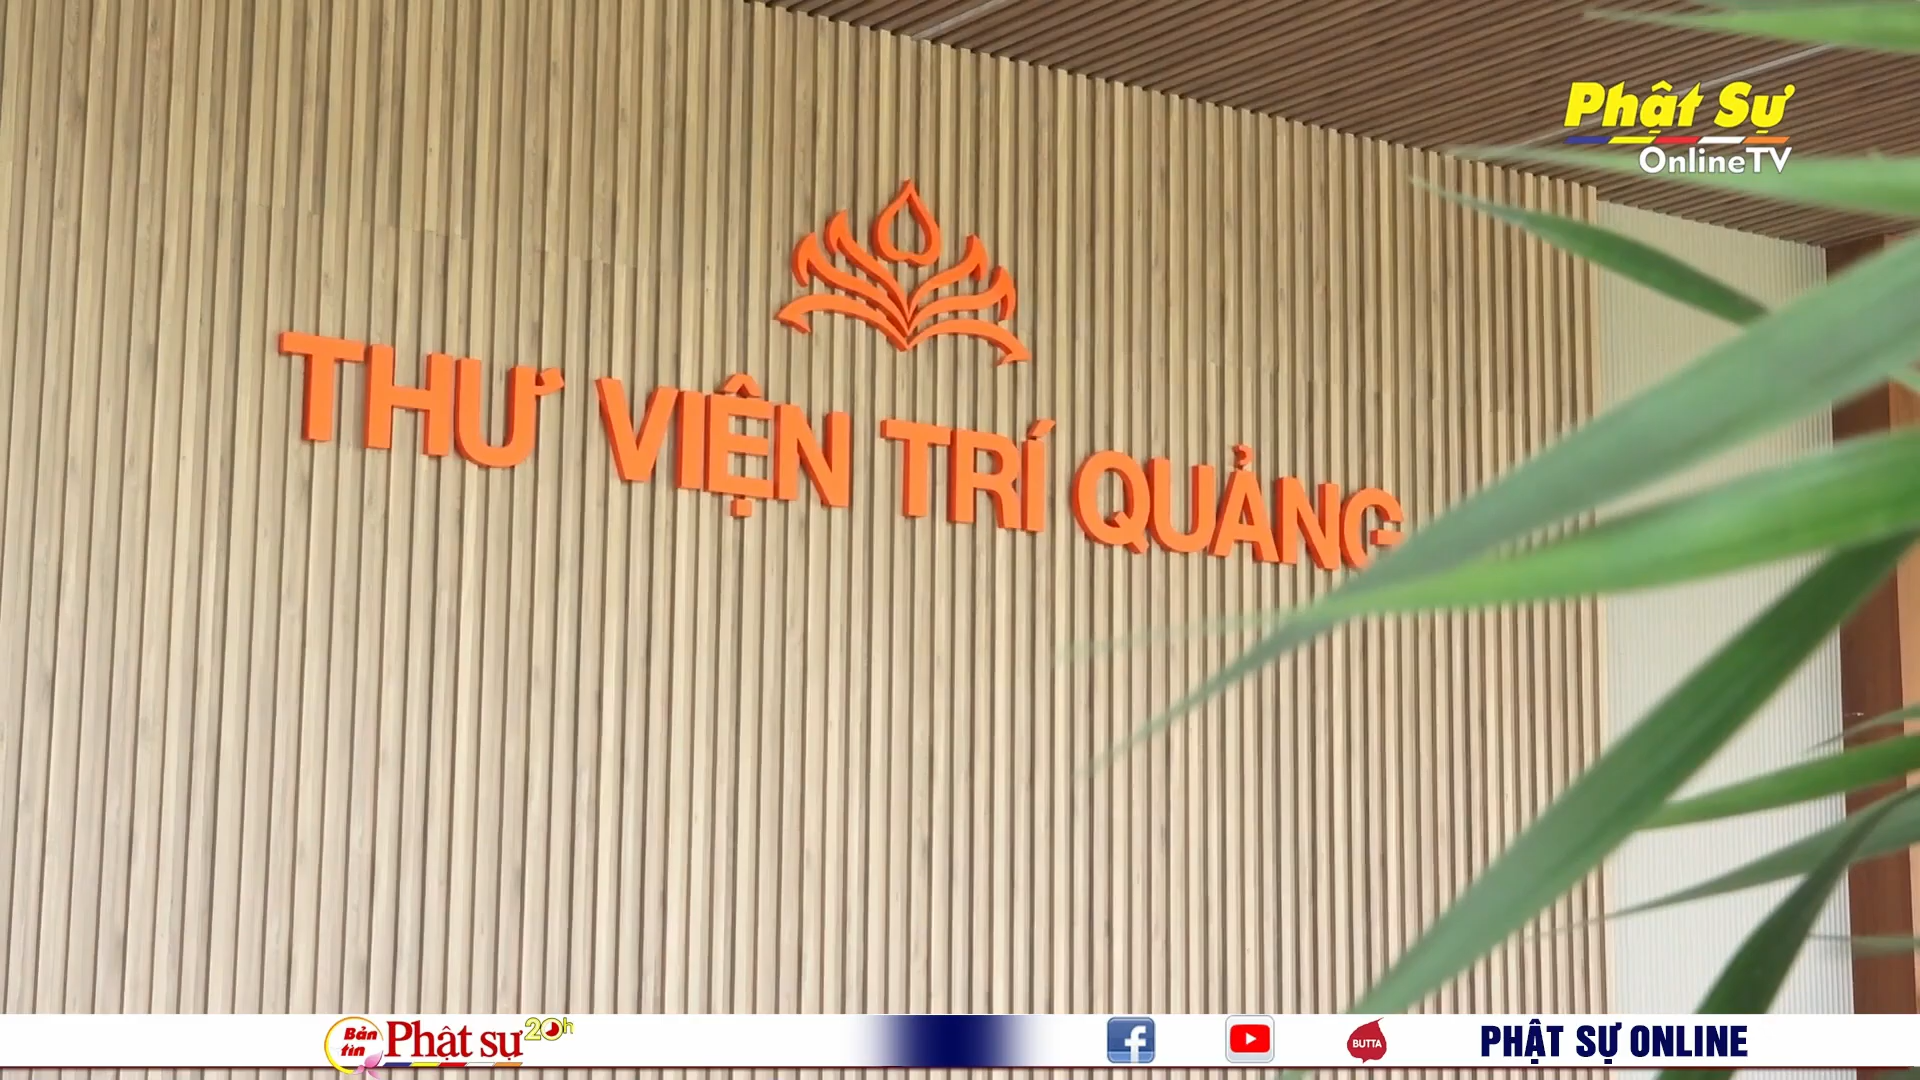 Phật Sự
OnlineTV
THƯ VIỆN TRÍ QUẢNG
Bản tin Phật sự 20h
BUTTA
PHẬT SỰ ONLINE